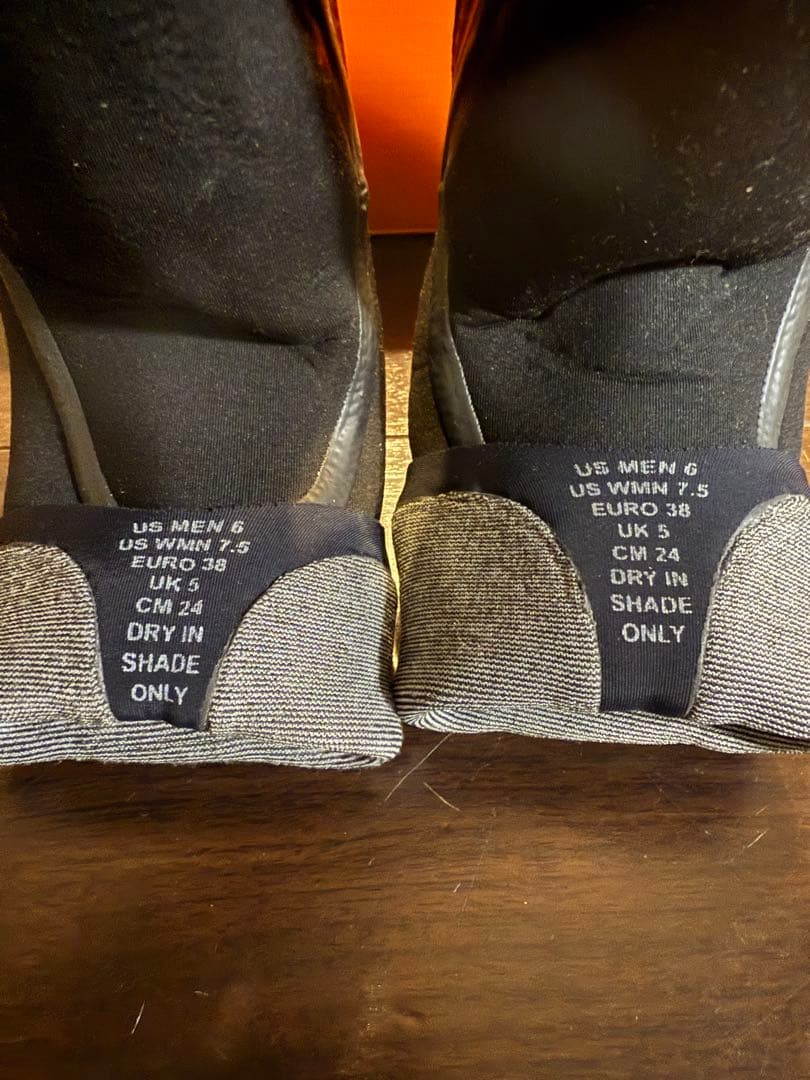 US MEN 6
US WMN 7.5
EURO 38
UK 5
CM 24
DRY IN
SHADE
ONLY
US MEN 6
US WMN 7.5
EURO 38
UK 5
CM 24
DRY IN
SHADE
ONLY